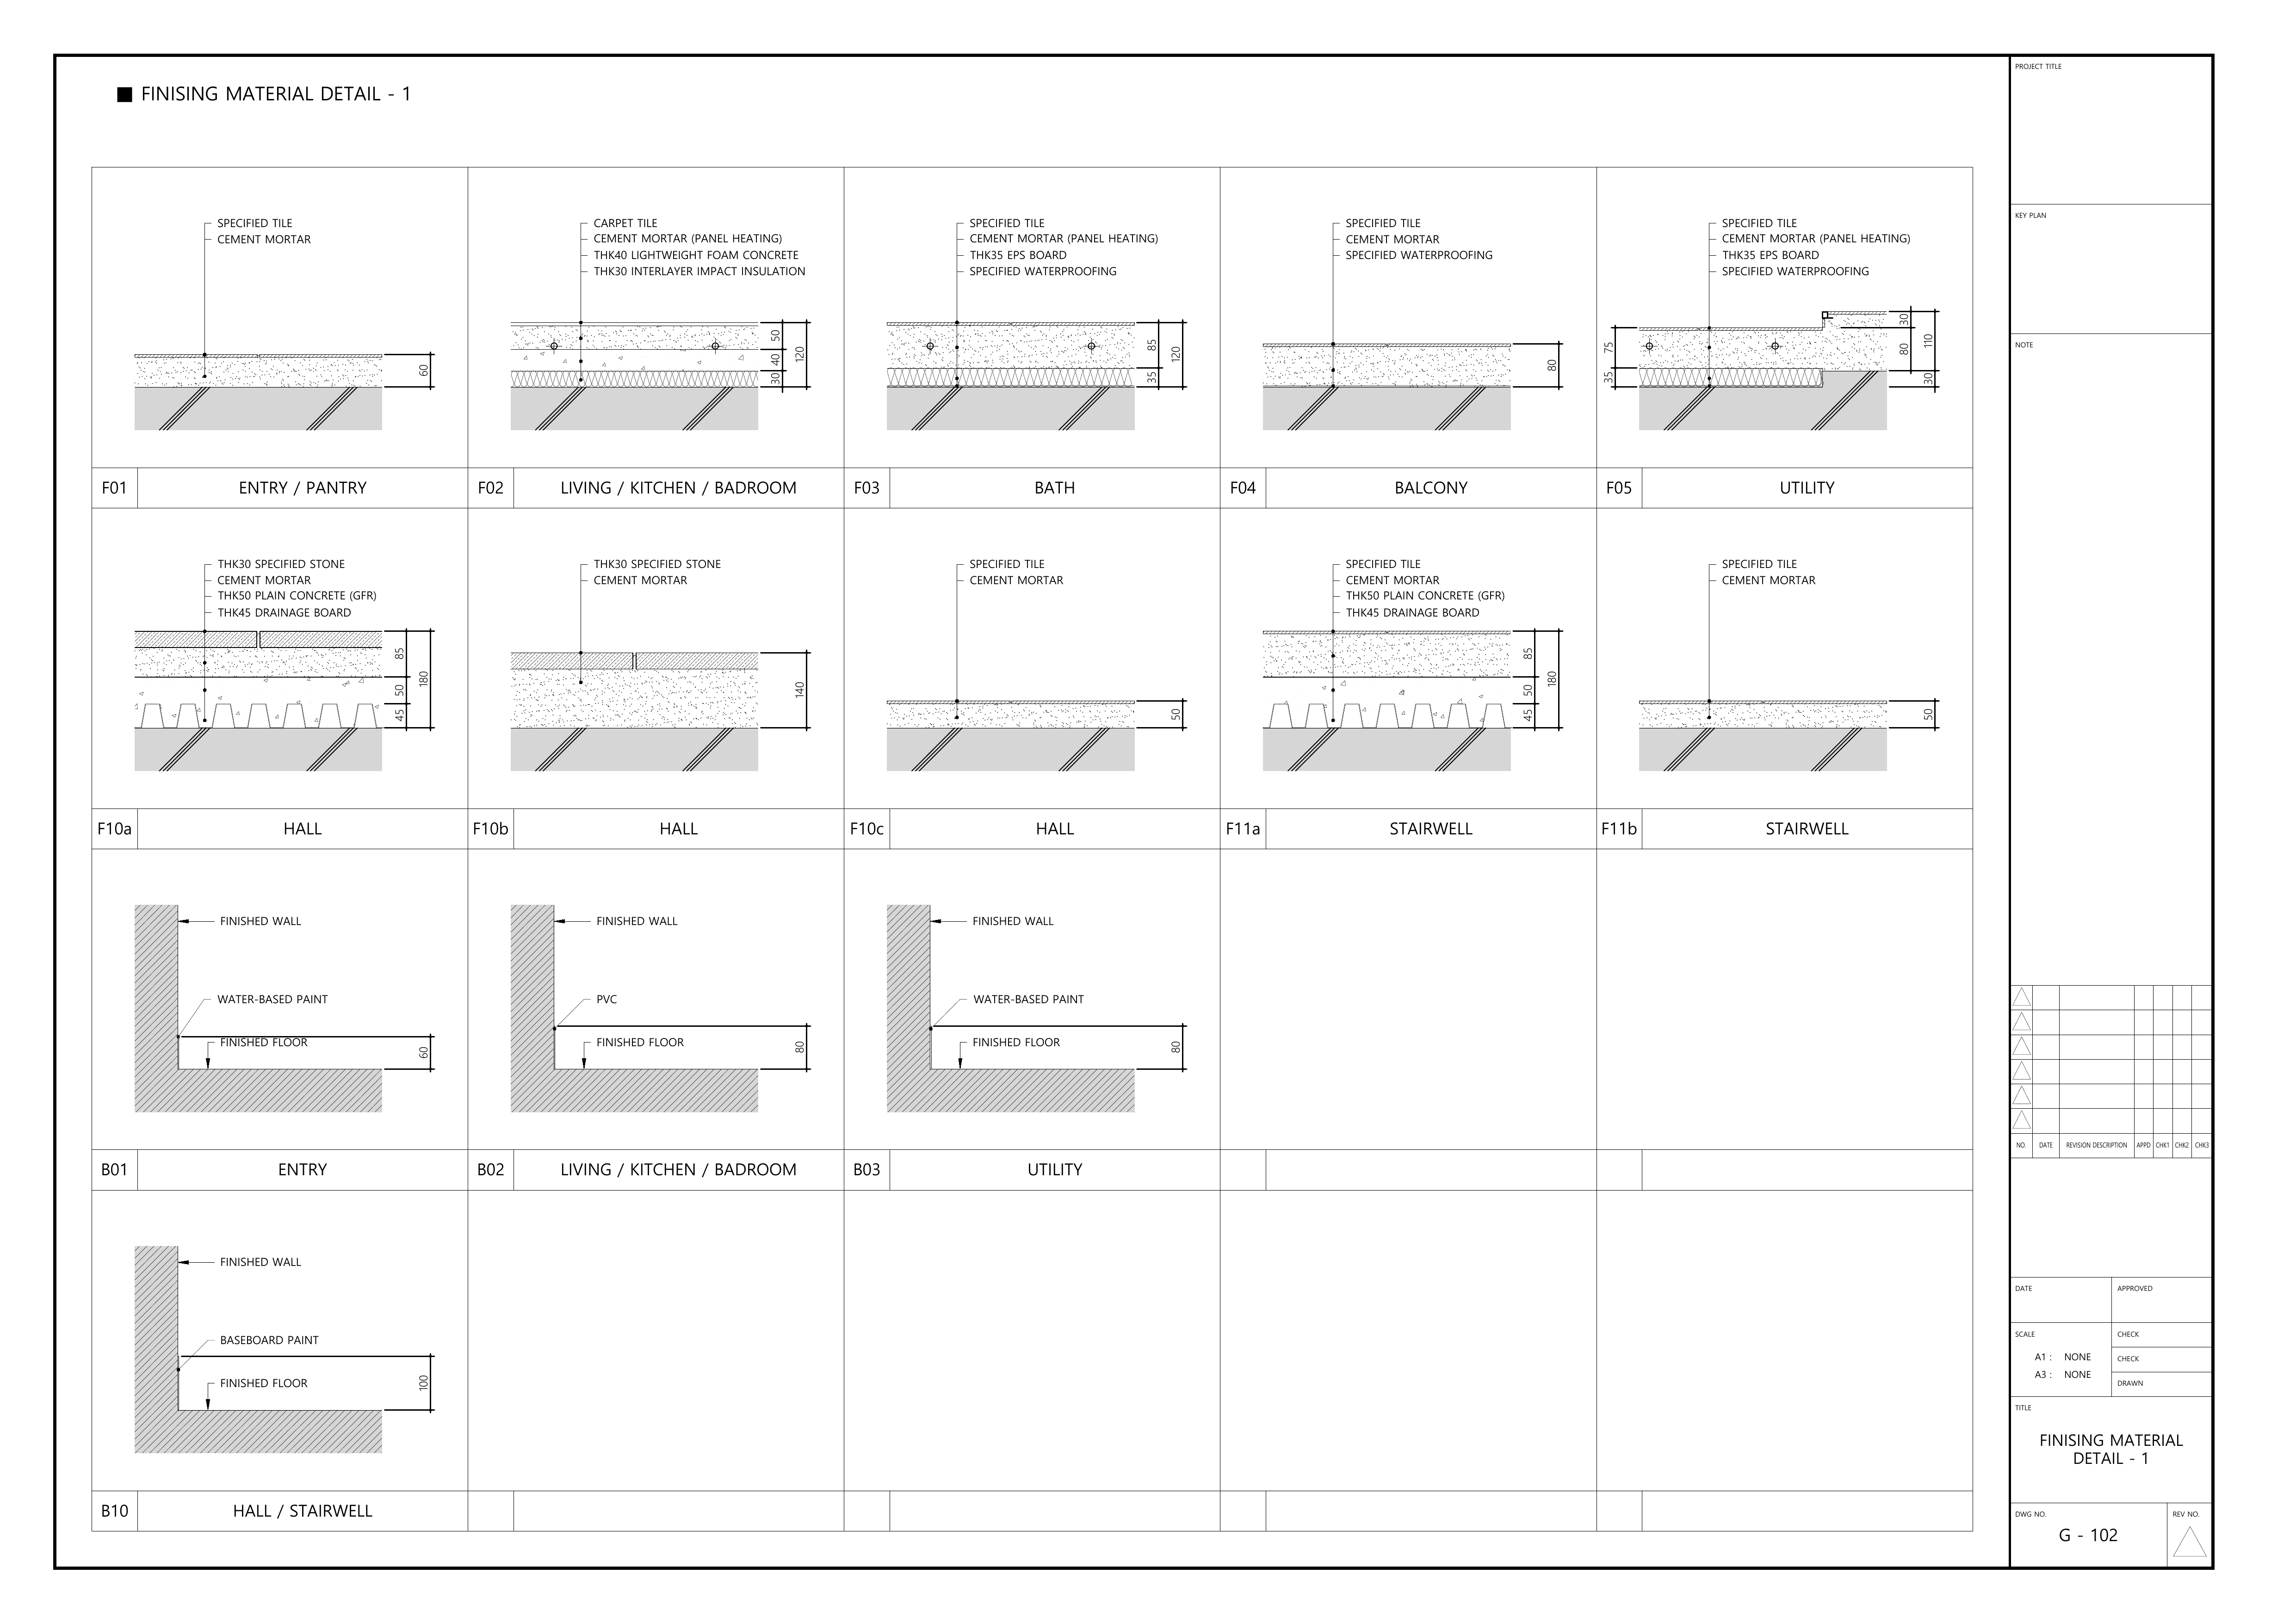 ■ FINISING MATERIAL DETAIL - 1
SPECIFIED TILE
CEMENT MORTAR
60
F01 ENTRY / PANTRY
CARPET TILE
CEMENT MORTAR (PANEL HEATING)
THK40 LIGHTWEIGHT FOAM CONCRETE
THK30 INTERLAYER IMPACT INSULATION
50
40
30
120
F02 LIVING / KITCHEN / BADROOM
SPECIFIED TILE
CEMENT MORTAR (PANEL HEATING)
THK35 EPS BOARD
SPECIFIED WATERPROOFING
85
35
120
F03 BATH
SPECIFIED TILE
CEMENT MORTAR
SPECIFIED WATERPROOFING
80
F04 BALCONY
SPECIFIED TILE
CEMENT MORTAR (PANEL HEATING)
THK35 EPS BOARD
SPECIFIED WATERPROOFING
75
35
30
80
110
30
F05 UTILITY
THK30 SPECIFIED STONE
CEMENT MORTAR
THK50 PLAIN CONCRETE (GFR)
THK45 DRAINAGE BOARD
85
50
45
180
F10a HALL
THK30 SPECIFIED STONE
CEMENT MORTAR
140
F10b HALL
SPECIFIED TILE
CEMENT MORTAR
50
F10c HALL
SPECIFIED TILE
CEMENT MORTAR
THK50 PLAIN CONCRETE (GFR)
THK45 DRAINAGE BOARD
85
50
45
180
F11a STAIRWELL
SPECIFIED TILE
CEMENT MORTAR
50
F11b STAIRWELL
FINISHED WALL
WATER-BASED PAINT
FINISHED FLOOR
60
B01 ENTRY
FINISHED WALL
PVC
FINISHED FLOOR
80
B02 LIVING / KITCHEN / BADROOM
FINISHED WALL
WATER-BASED PAINT
FINISHED FLOOR
80
B03 UTILITY
FINISHED WALL
BASEBOARD PAINT
FINISHED FLOOR
100
B10 HALL / STAIRWELL
PROJECT TITLE
KEY PLAN
NOTE
NO. DATE REVISION DESCRIPTION APPD CHK1 CHK2 CHK3
DATE
APPROVED
SCALE
A1 : NONE
A3 : NONE
CHECK
CHECK
DRAWN
TITLE
FINISING MATERIAL
DETAIL - 1
DWG NO.
G - 102
REV NO.